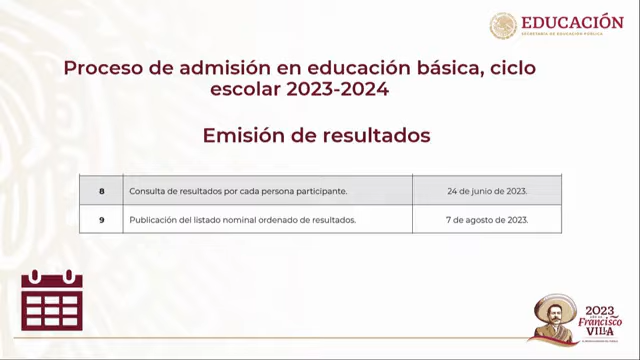 EDUCACIÓN
SECRETARÍA DE EDUCACIÓN PÚBLICA
Proceso de admisión en educación básica, ciclo
escolar 2023-2024
Emisión de resultados
8 Consulta de resultados por cada persona participante. 24 de junio de 2023.
9 Publicación del listado nominal ordenado de resultados. 7 de agosto de 2023.
2023
Francisco
VILLA